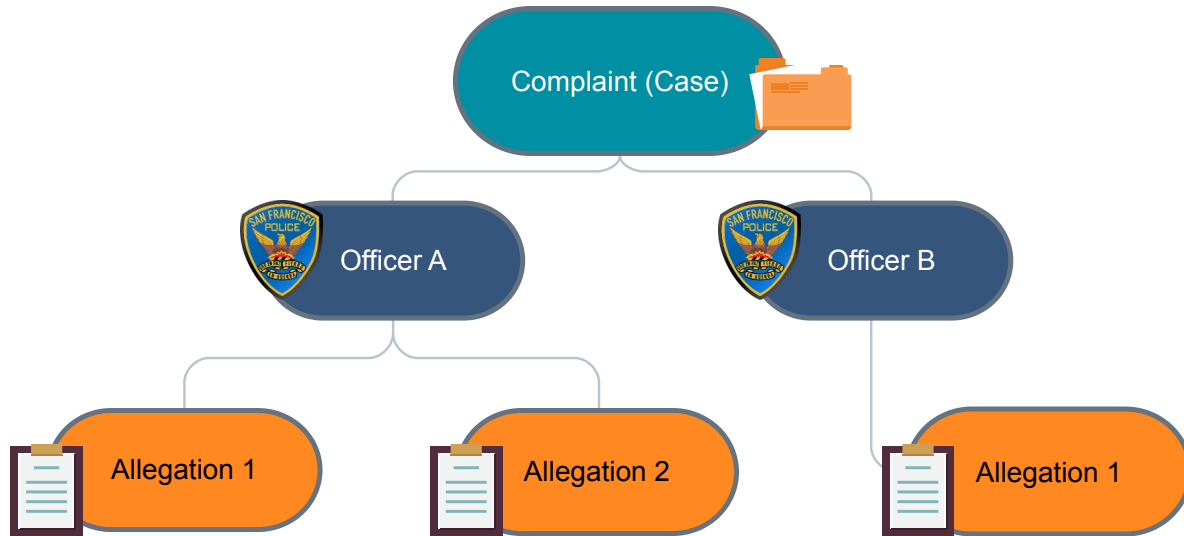 Complaint (Case)
SAN FRANCISCO
POLICE
Officer A
SAN FRANCISCO
POLICE
Officer B
Allegation 1
Allegation 2
Allegation 1